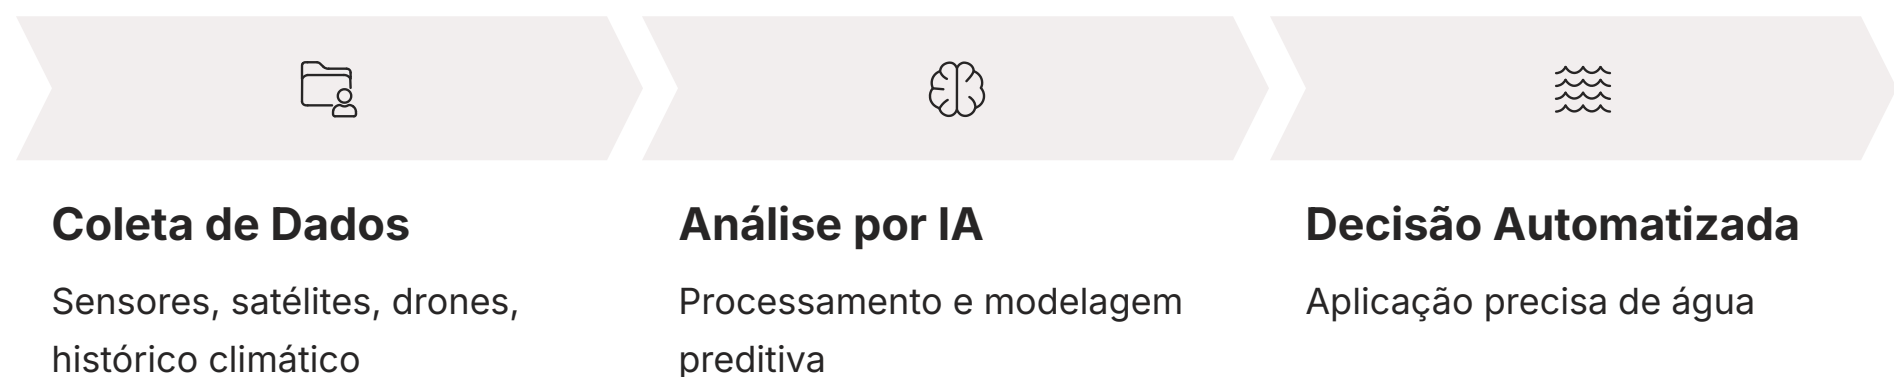 Coleta de Dados
Sensores, satélites, drones,
histórico climático
Análise por IA
Processamento e modelagem
preditiva
Decisão Automatizada
Aplicação precisa de água